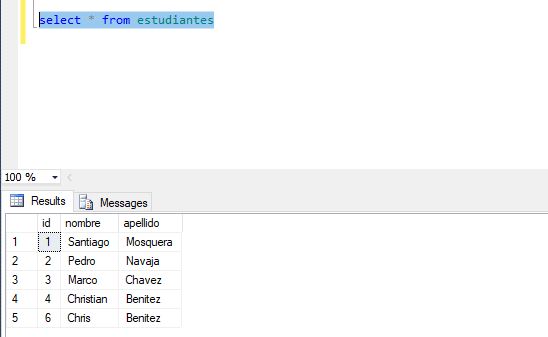 select * from estudiantes
100 %
Results Messages
id nombre apellido
1 1 Santiago Mosquera
2 2 Pedro Navaja
3 3 Marco Chavez
4 4 Christian Benitez
5 6 Chris Benitez